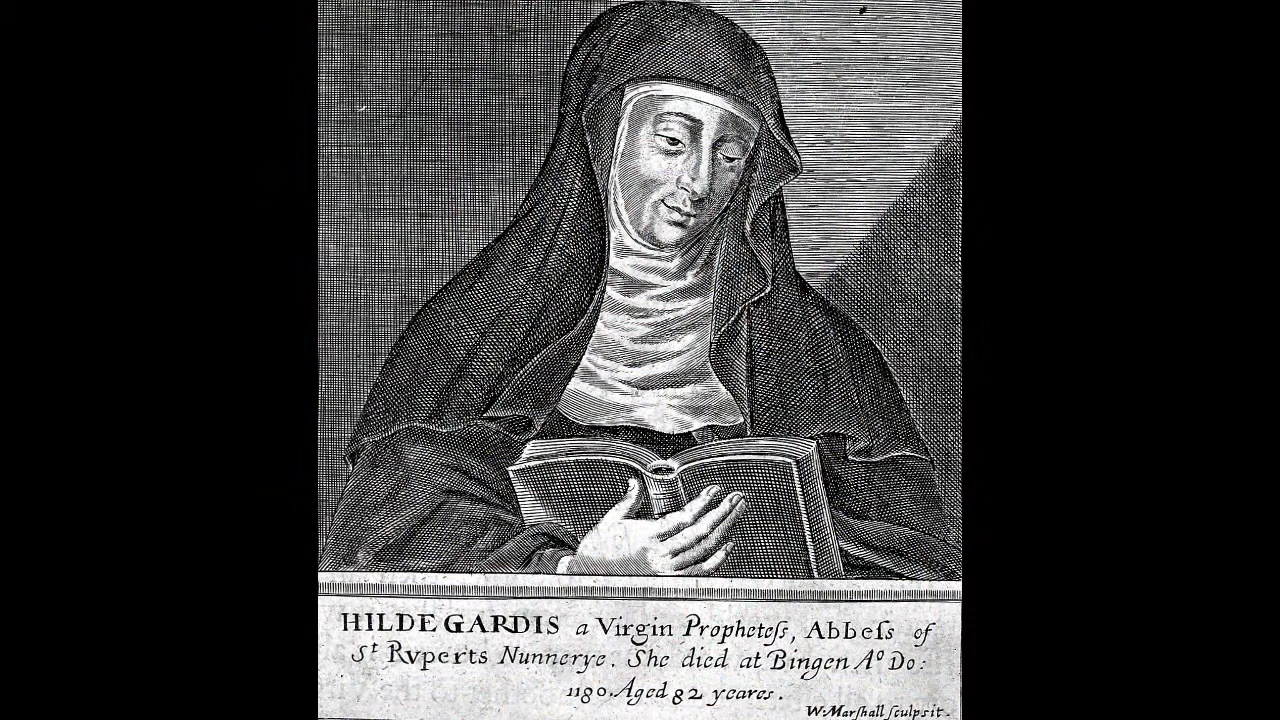 HILDEGARDIS a Virgin Propheteſs, Abbeſs of
St Rvperts Nunnerye. She died at Bingen Ao Do:
1180. Aged 82 yeares.
W. Marſhall ſculpsit.